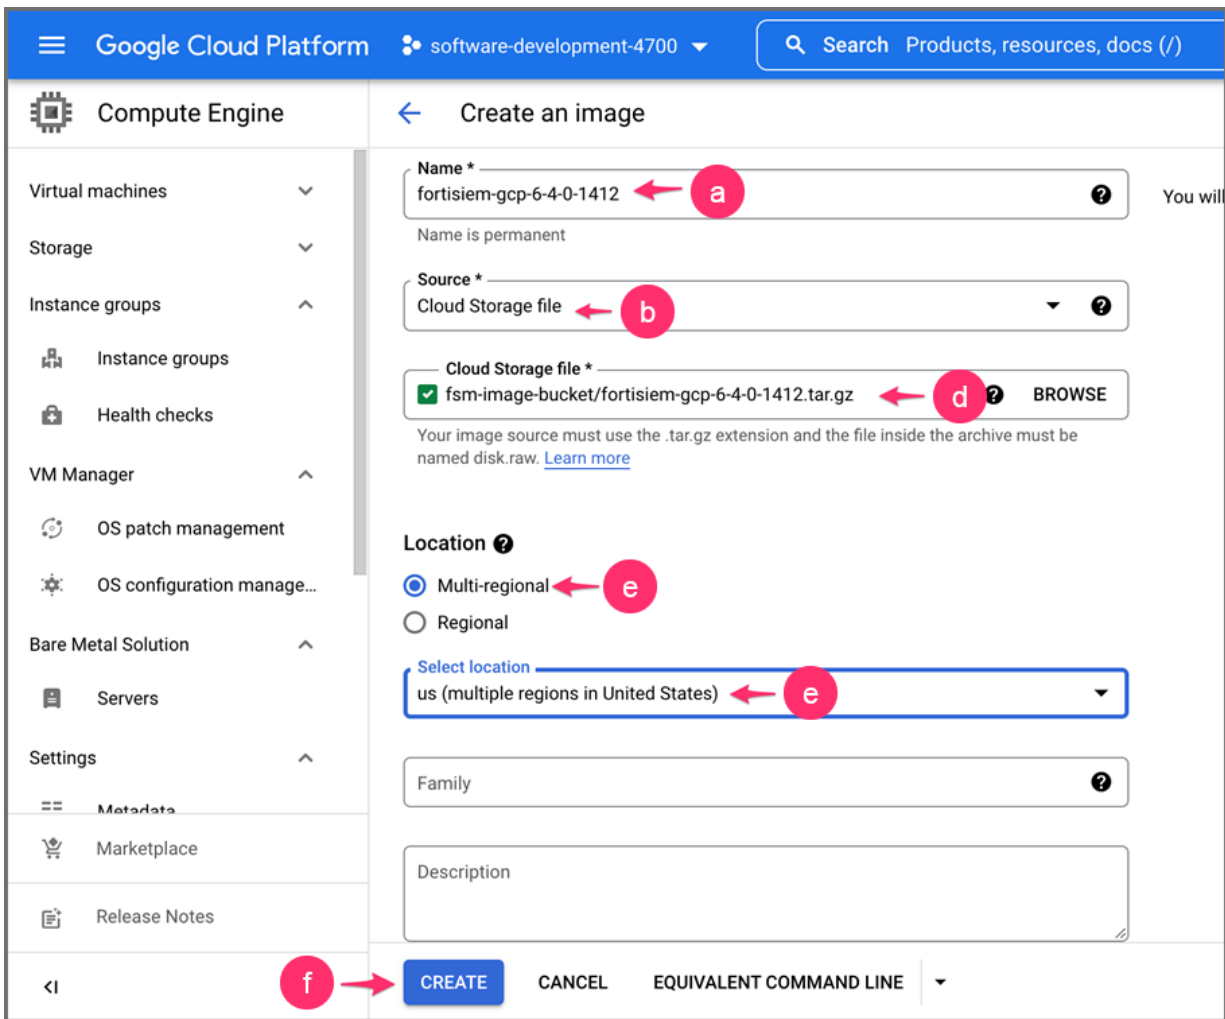 Google Cloud Platform
software-development-4700
Search Products, resources, docs (/)
Compute Engine
Create an image
Virtual machines
Storage
Instance groups
Instance groups
Health checks
VM Manager
OS patch management
OS configuration manage...
Bare Metal Solution
Servers
Settings
Metadata
Marketplace
Release Notes
Name *
fortisiem-gcp-6-4-0-1412
a
You will
Name is permanent
Source *
Cloud Storage file
b
Cloud Storage file *
fsm-image-bucket/fortisiem-gcp-6-4-0-1412.tar.gz
d
BROWSE
Your image source must use the .tar.gz extension and the file inside the archive must be
named disk.raw. Learn more
Location
Multi-regional
e
Regional
Select location
us (multiple regions in United States)
e
Family
Description
f
CREATE
CANCEL
EQUIVALENT COMMAND LINE